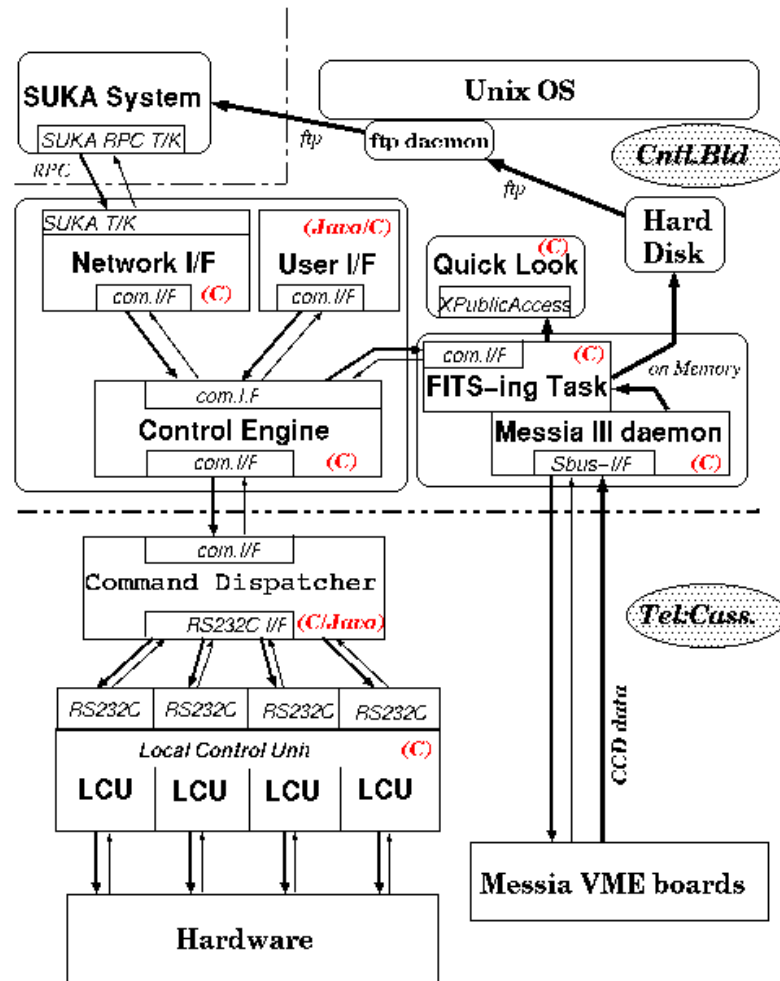 SUKA System
SUKA RPC T/K
RPC
Unix OS
ftp daemon
ftp
ftp
Cntl.Bld
Hard
Disk
SUKA T/K
Network I/F
com.I/F
(C)
(Java/C)
User I/F
com.I/F
(C)
Quick Look
XPublicAccess
com.I/F
(C)
FITS-ing Task
on Memory
Messia III daemon
Sbus-I/F
(C)
com.I.F
Control Engine
com.I/F
(C)
com.I/F
Command Dispatcher
RS232C I/F
(C/Java)
Tel:Cass.
RS232C
RS232C
RS232C
RS232C
Local Control Unit
(C)
LCU
LCU
LCU
LCU
CCD data
Messia VME boards
Hardware